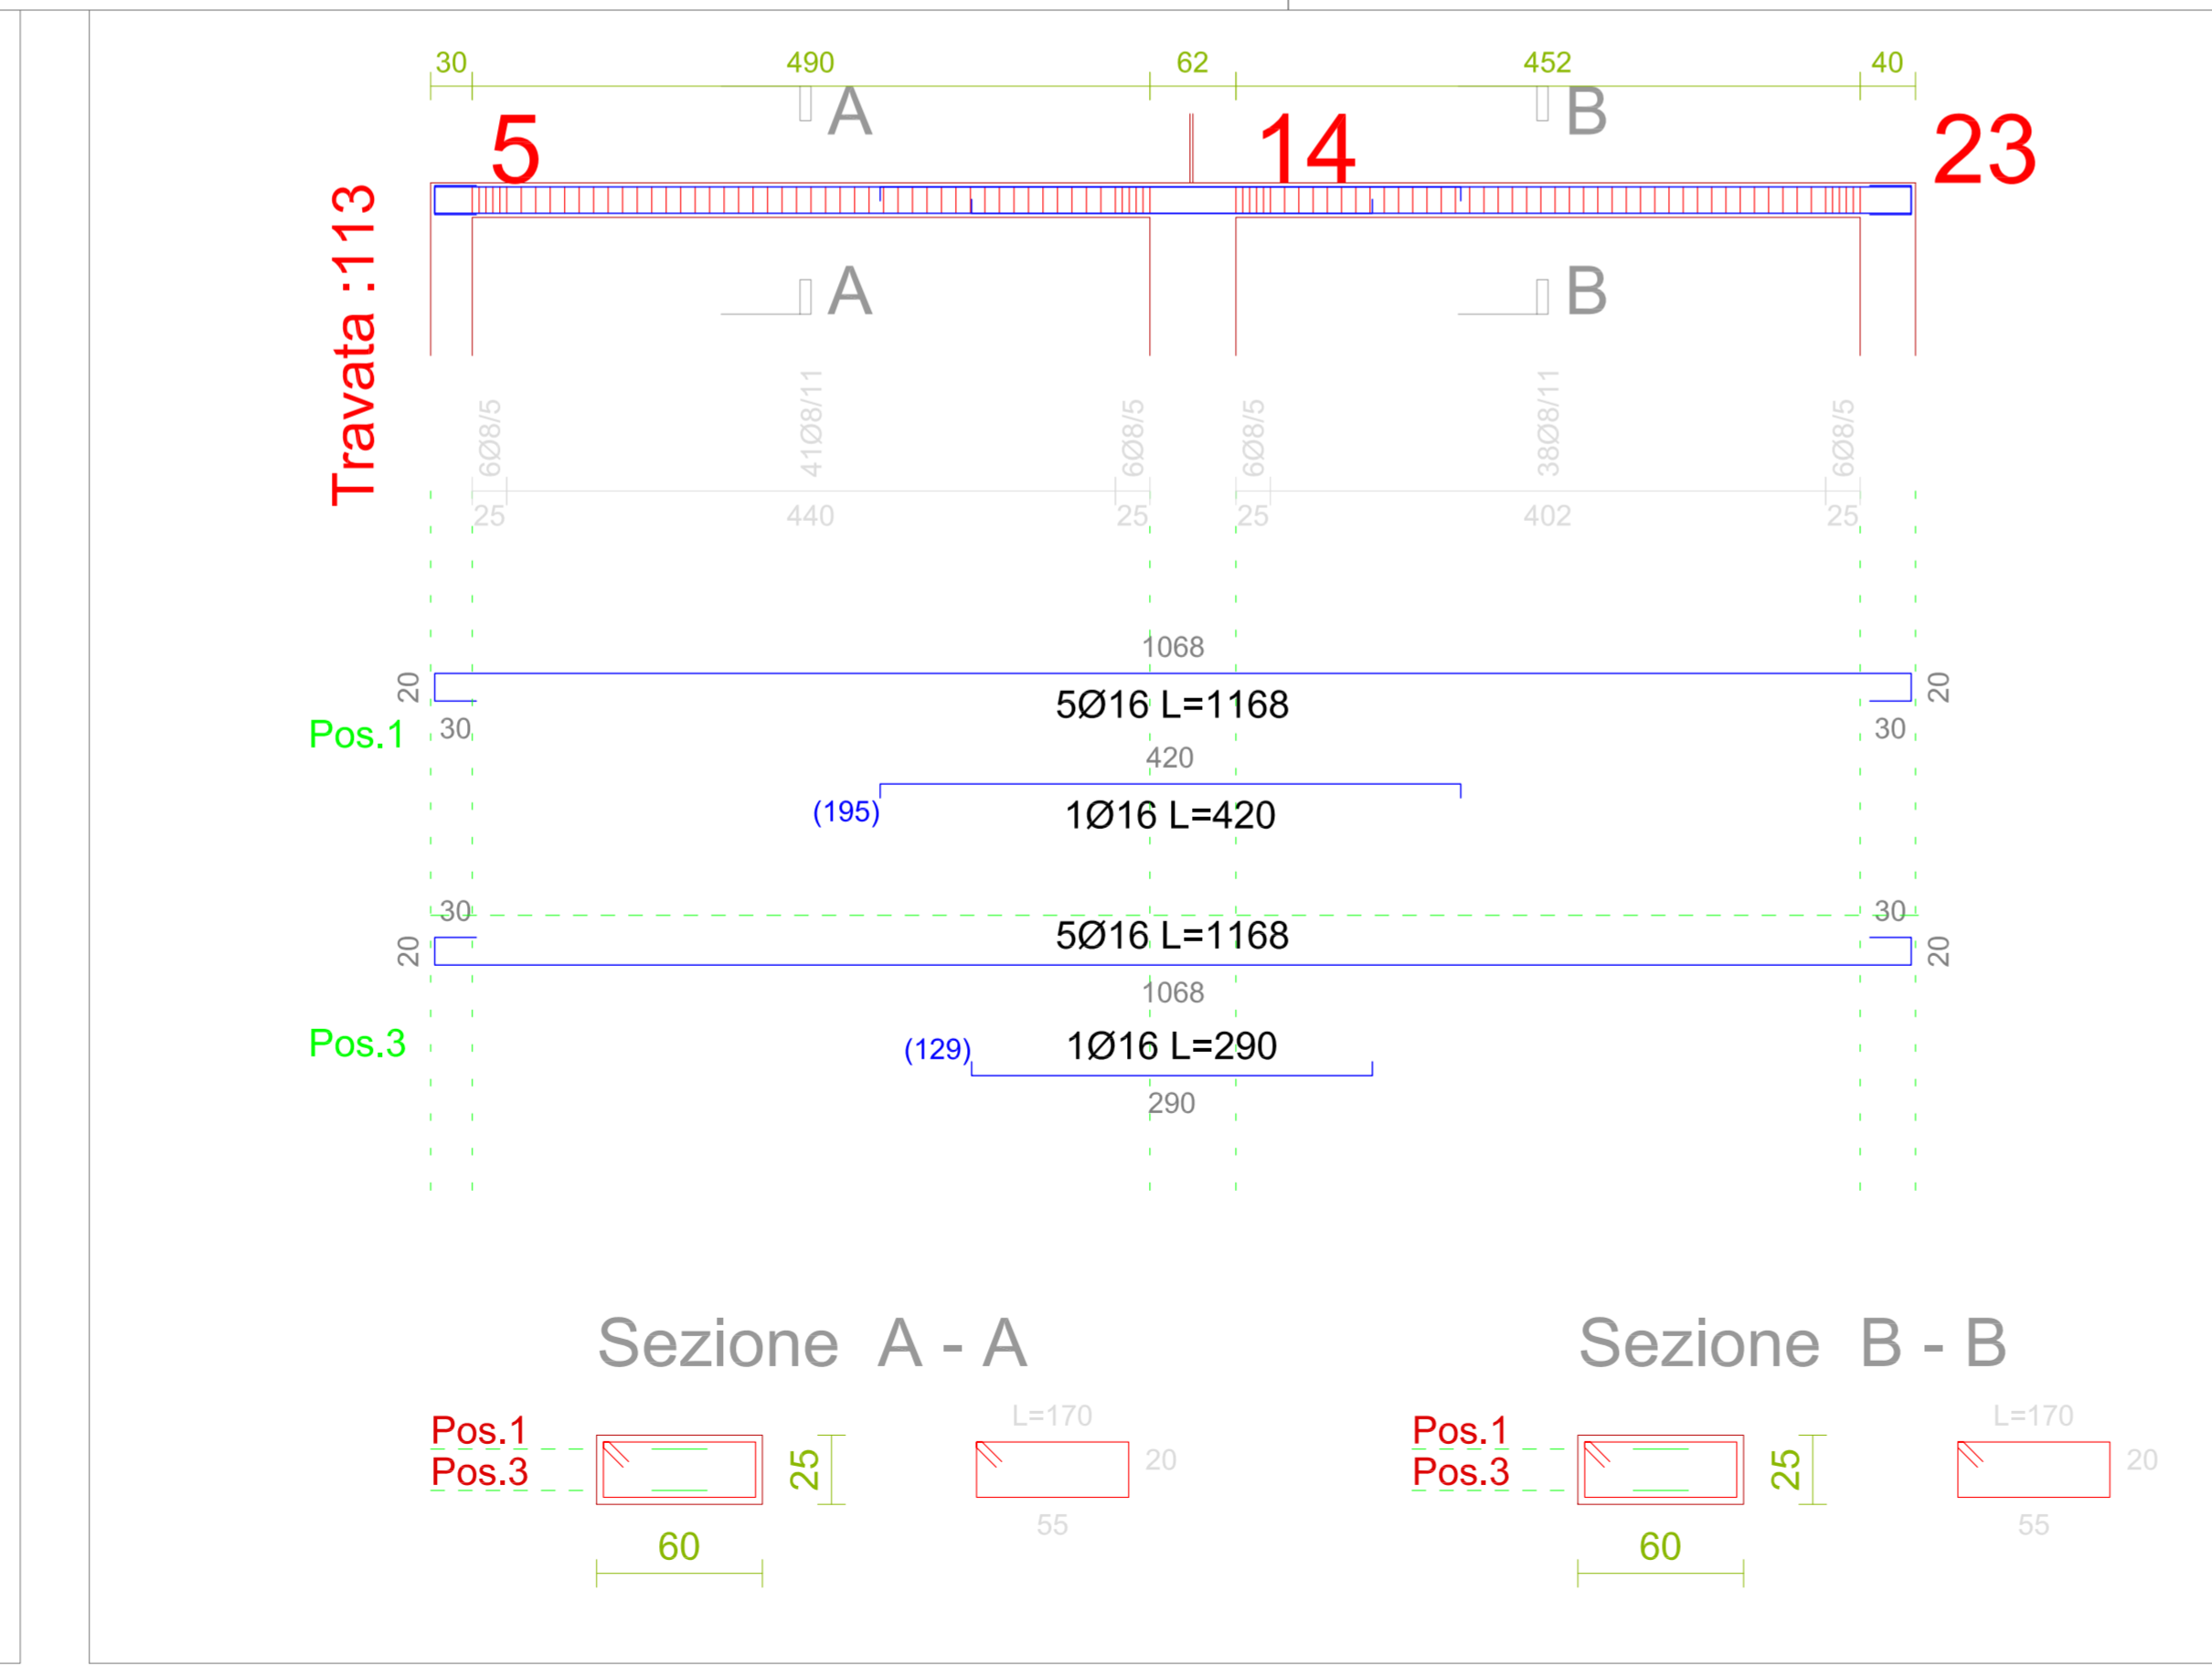 30 490 62 452 40
A B
5 14 23
Travata :113
A B
6Ø8/5 41Ø8/11 6Ø8/5 6Ø8/5 38Ø8/11 6Ø8/5
25 440 25 25 402 25
1068
20 5Ø16 L=1168 20
Pos.1 30 30
420
(195) 1Ø16 L=420
30 30
20 5Ø16 L=1168 20
1068
Pos.3 (129) 1Ø16 L=290
290
Sezione A - A Sezione B - B
Pos.1 L=170 Pos.1 L=170
Pos.3 25 20 Pos.3 25 20
60 55 60 55